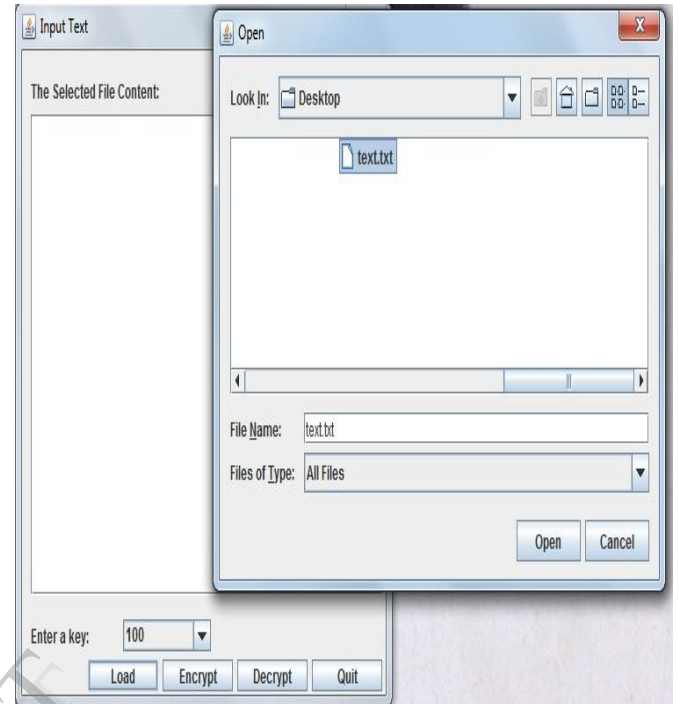 Input Text
The Selected File Content:
Enter a key: 100
Load Encrypt Decrypt Quit
Open
Look In: Desktop
text.txt
File Name: text.txt
Files of Type: All Files
Open Cancel